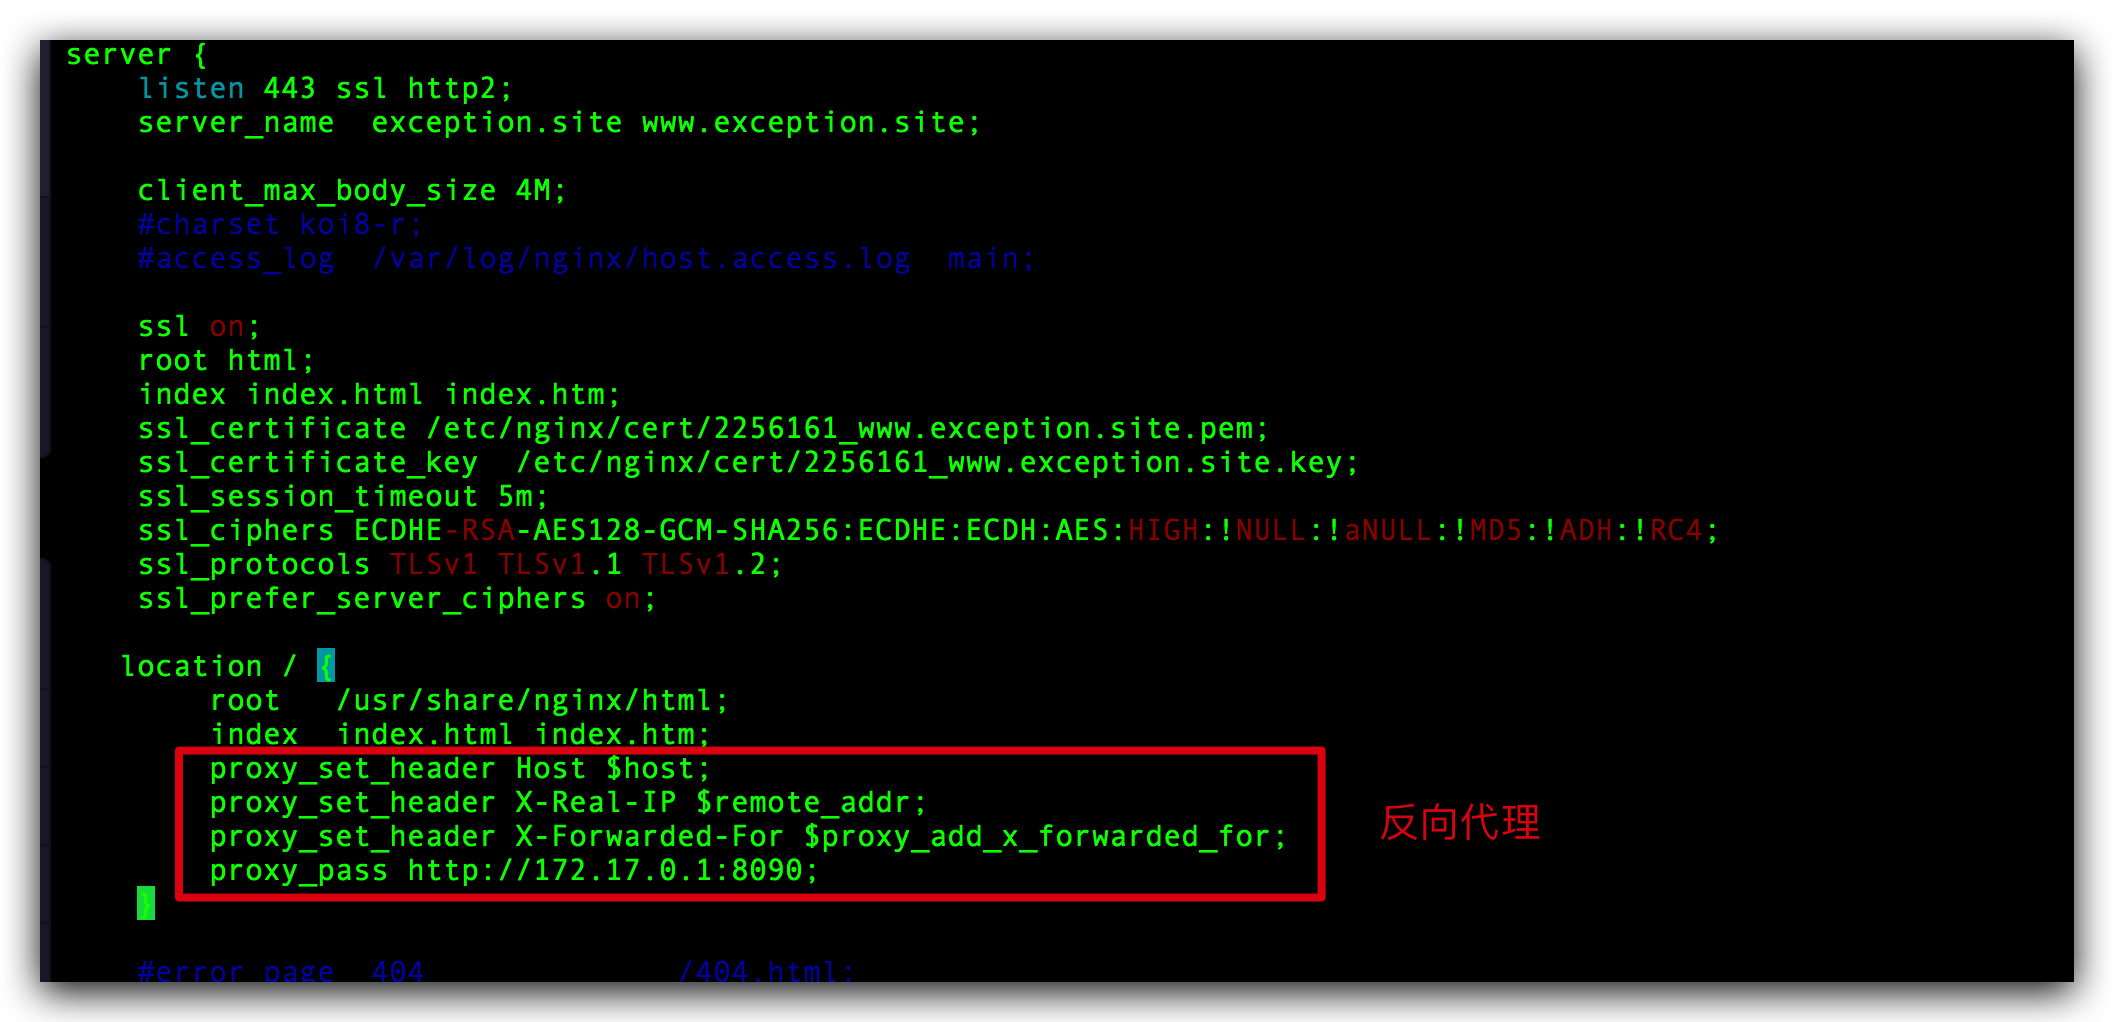 server {
listen 443 ssl http2;
server_name  exception.site www.exception.site;
client_max_body_size 4M;
#charset koi8-r;
#access_log  /var/log/nginx/host.access.log  main;
ssl on;
root html;
index index.html index.htm;
ssl_certificate /etc/nginx/cert/2256161_www.exception.site.pem;
ssl_certificate_key  /etc/nginx/cert/2256161_www.exception.site.key;
ssl_session_timeout 5m;
ssl_ciphers ECDHE-RSA-AES128-GCM-SHA256:ECDHE:ECDH:AES:HIGH:!NULL:!aNULL:!MD5:!ADH:!RC4;
ssl_protocols TLSv1 TLSv1.1 TLSv1.2;
ssl_prefer_server_ciphers on;
location / {
root   /usr/share/nginx/html;
index  index.html index.htm;
proxy_set_header Host $host;
proxy_set_header X-Real-IP $remote_addr;
proxy_set_header X-Forwarded-For $proxy_add_x_forwarded_for;
proxy_pass http://172.17.0.1:8090;
反向代理
}
#error_page  404              /404.html;